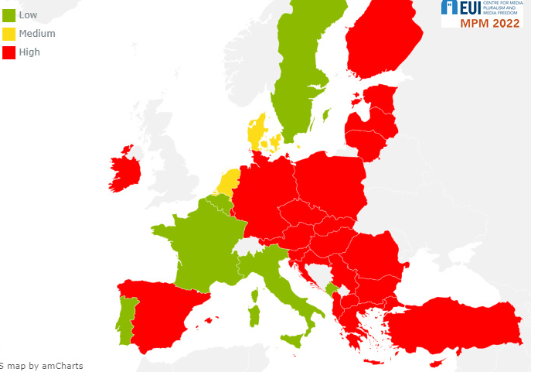 Low
Medium
High
EUI
CENTRE FOR MEDIA
PLURALISM AND
MEDIA FREEDOM
MPM 2022
S map by amCharts